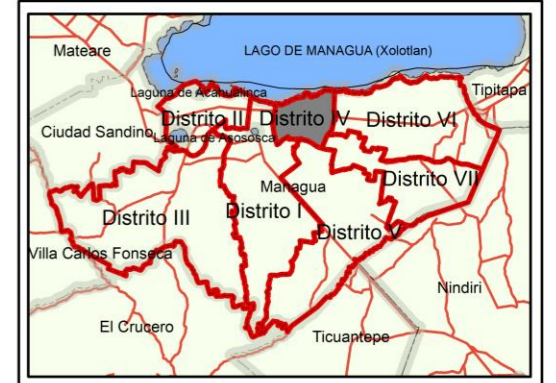 Mateare
LAGO DE MANAGUA (Xolotlan)
Laguna de Acahualinca
Tipitapa
Distrito II
Distrito IV
Distrito VI
Ciudad Sandino
Laguna de Asososca
Managua
Distrito VII
Distrito III
Distrito I
Distrito V
Villa Carlos Fonseca
Nindiri
El Crucero
Ticuantepe